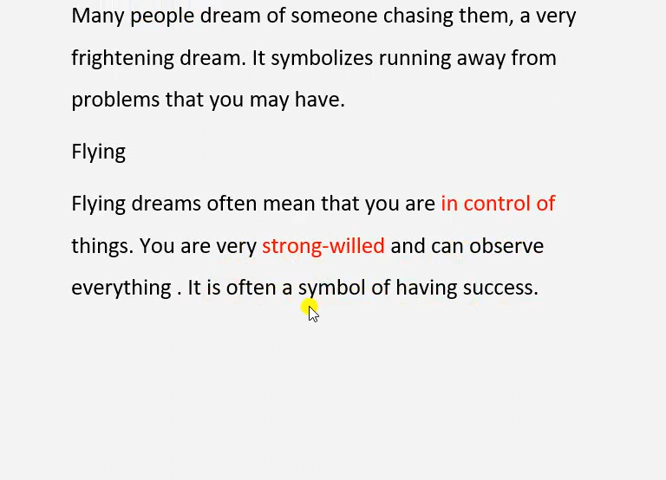 Many people dream of someone chasing them, a very
frightening dream. It symbolizes running away from
problems that you may have.
Flying
Flying dreams often mean that you are in control of
things. You are very strong-willed and can observe
everything . It is often a symbol of having success.